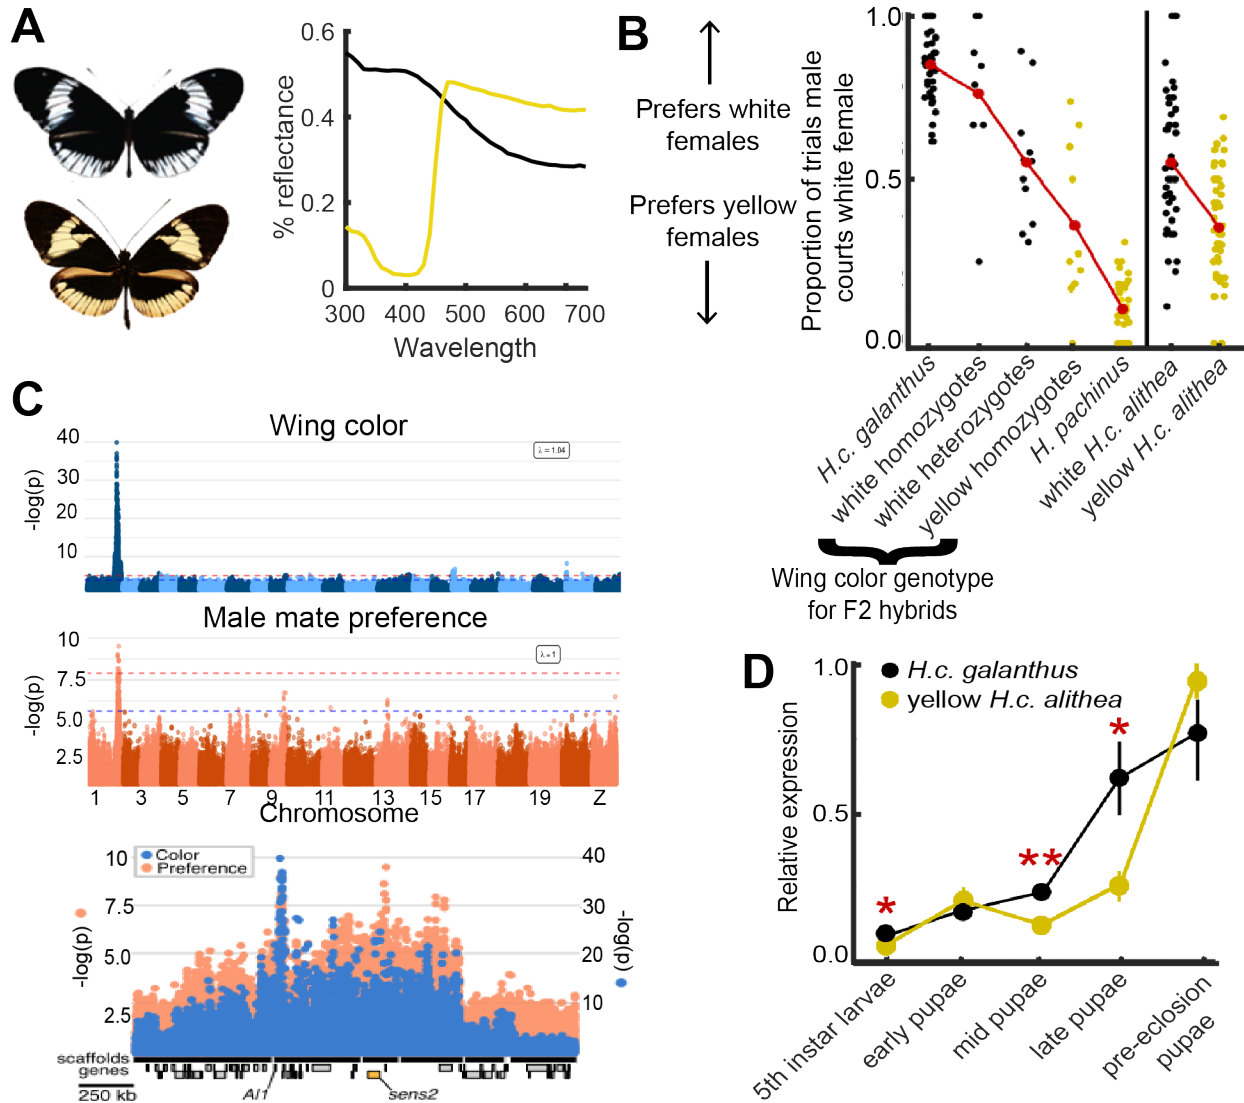 A
0.6
0.4
0.2
0
% reflectance
300 400 500 600 700
Wavelength
B
Prefers white
females
Prefers yellow
females
Proportion of trials male
courts white female
1.0
0.5
0.0
H.c. galanthus
white homozygotes
white heterozygotes
yellow homozygotes
H. pachinus
white H.c. alithea
yellow H.c. alithea
Wing color genotype
for F2 hybrids
C
Wing color
-log(p)
40
30
20
10
λ = 1.04
Male mate preference
-log(p)
10
7.5
5.0
2.5
λ = 1
1 3 5 7 9 11 13 15 17 19 Z
Chromosome
Color
Preference
-log(p)
10
7.5
5.0
2.5
40
30
20
10
-log(p)
scaffolds
genes
250 kb
Al1
sens2
D
H.c. galanthus
yellow H.c. alithea
Relative expression
1.0
0.5
0.0
*
**
*
5th instar larvae
early pupae
mid pupae
late pupae
pre-eclosion
pupae